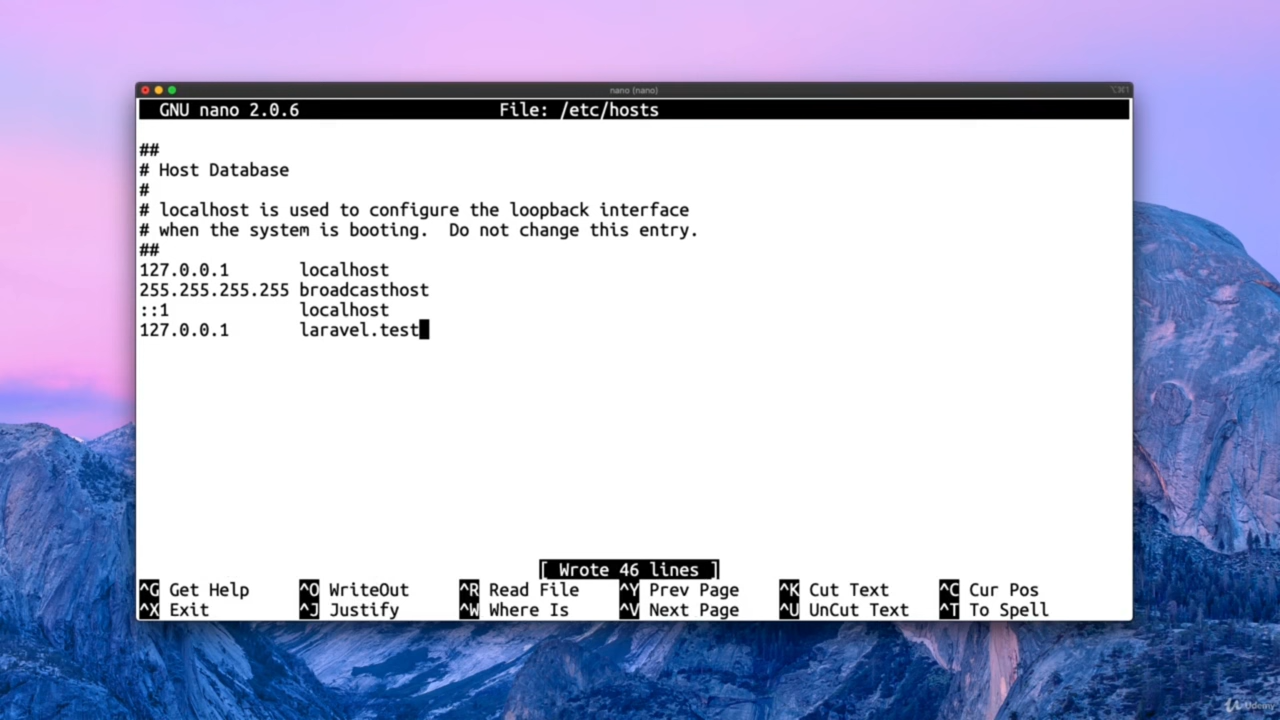 nano (nano)
⌥⌘1
GNU nano 2.0.6 File: /etc/hosts
##
# Host Database
#
# localhost is used to configure the loopback interface
# when the system is booting.  Do not change this entry.
##
127.0.0.1       localhost
255.255.255.255 broadcasthost
::1             localhost
127.0.0.1       laravel.test
[ Wrote 46 lines ]
^G Get Help ^O WriteOut ^R Read File ^Y Prev Page ^K Cut Text ^C Cur Pos
^X Exit ^J Justify ^W Where Is ^V Next Page ^U UnCut Text ^T To Spell
Udemy